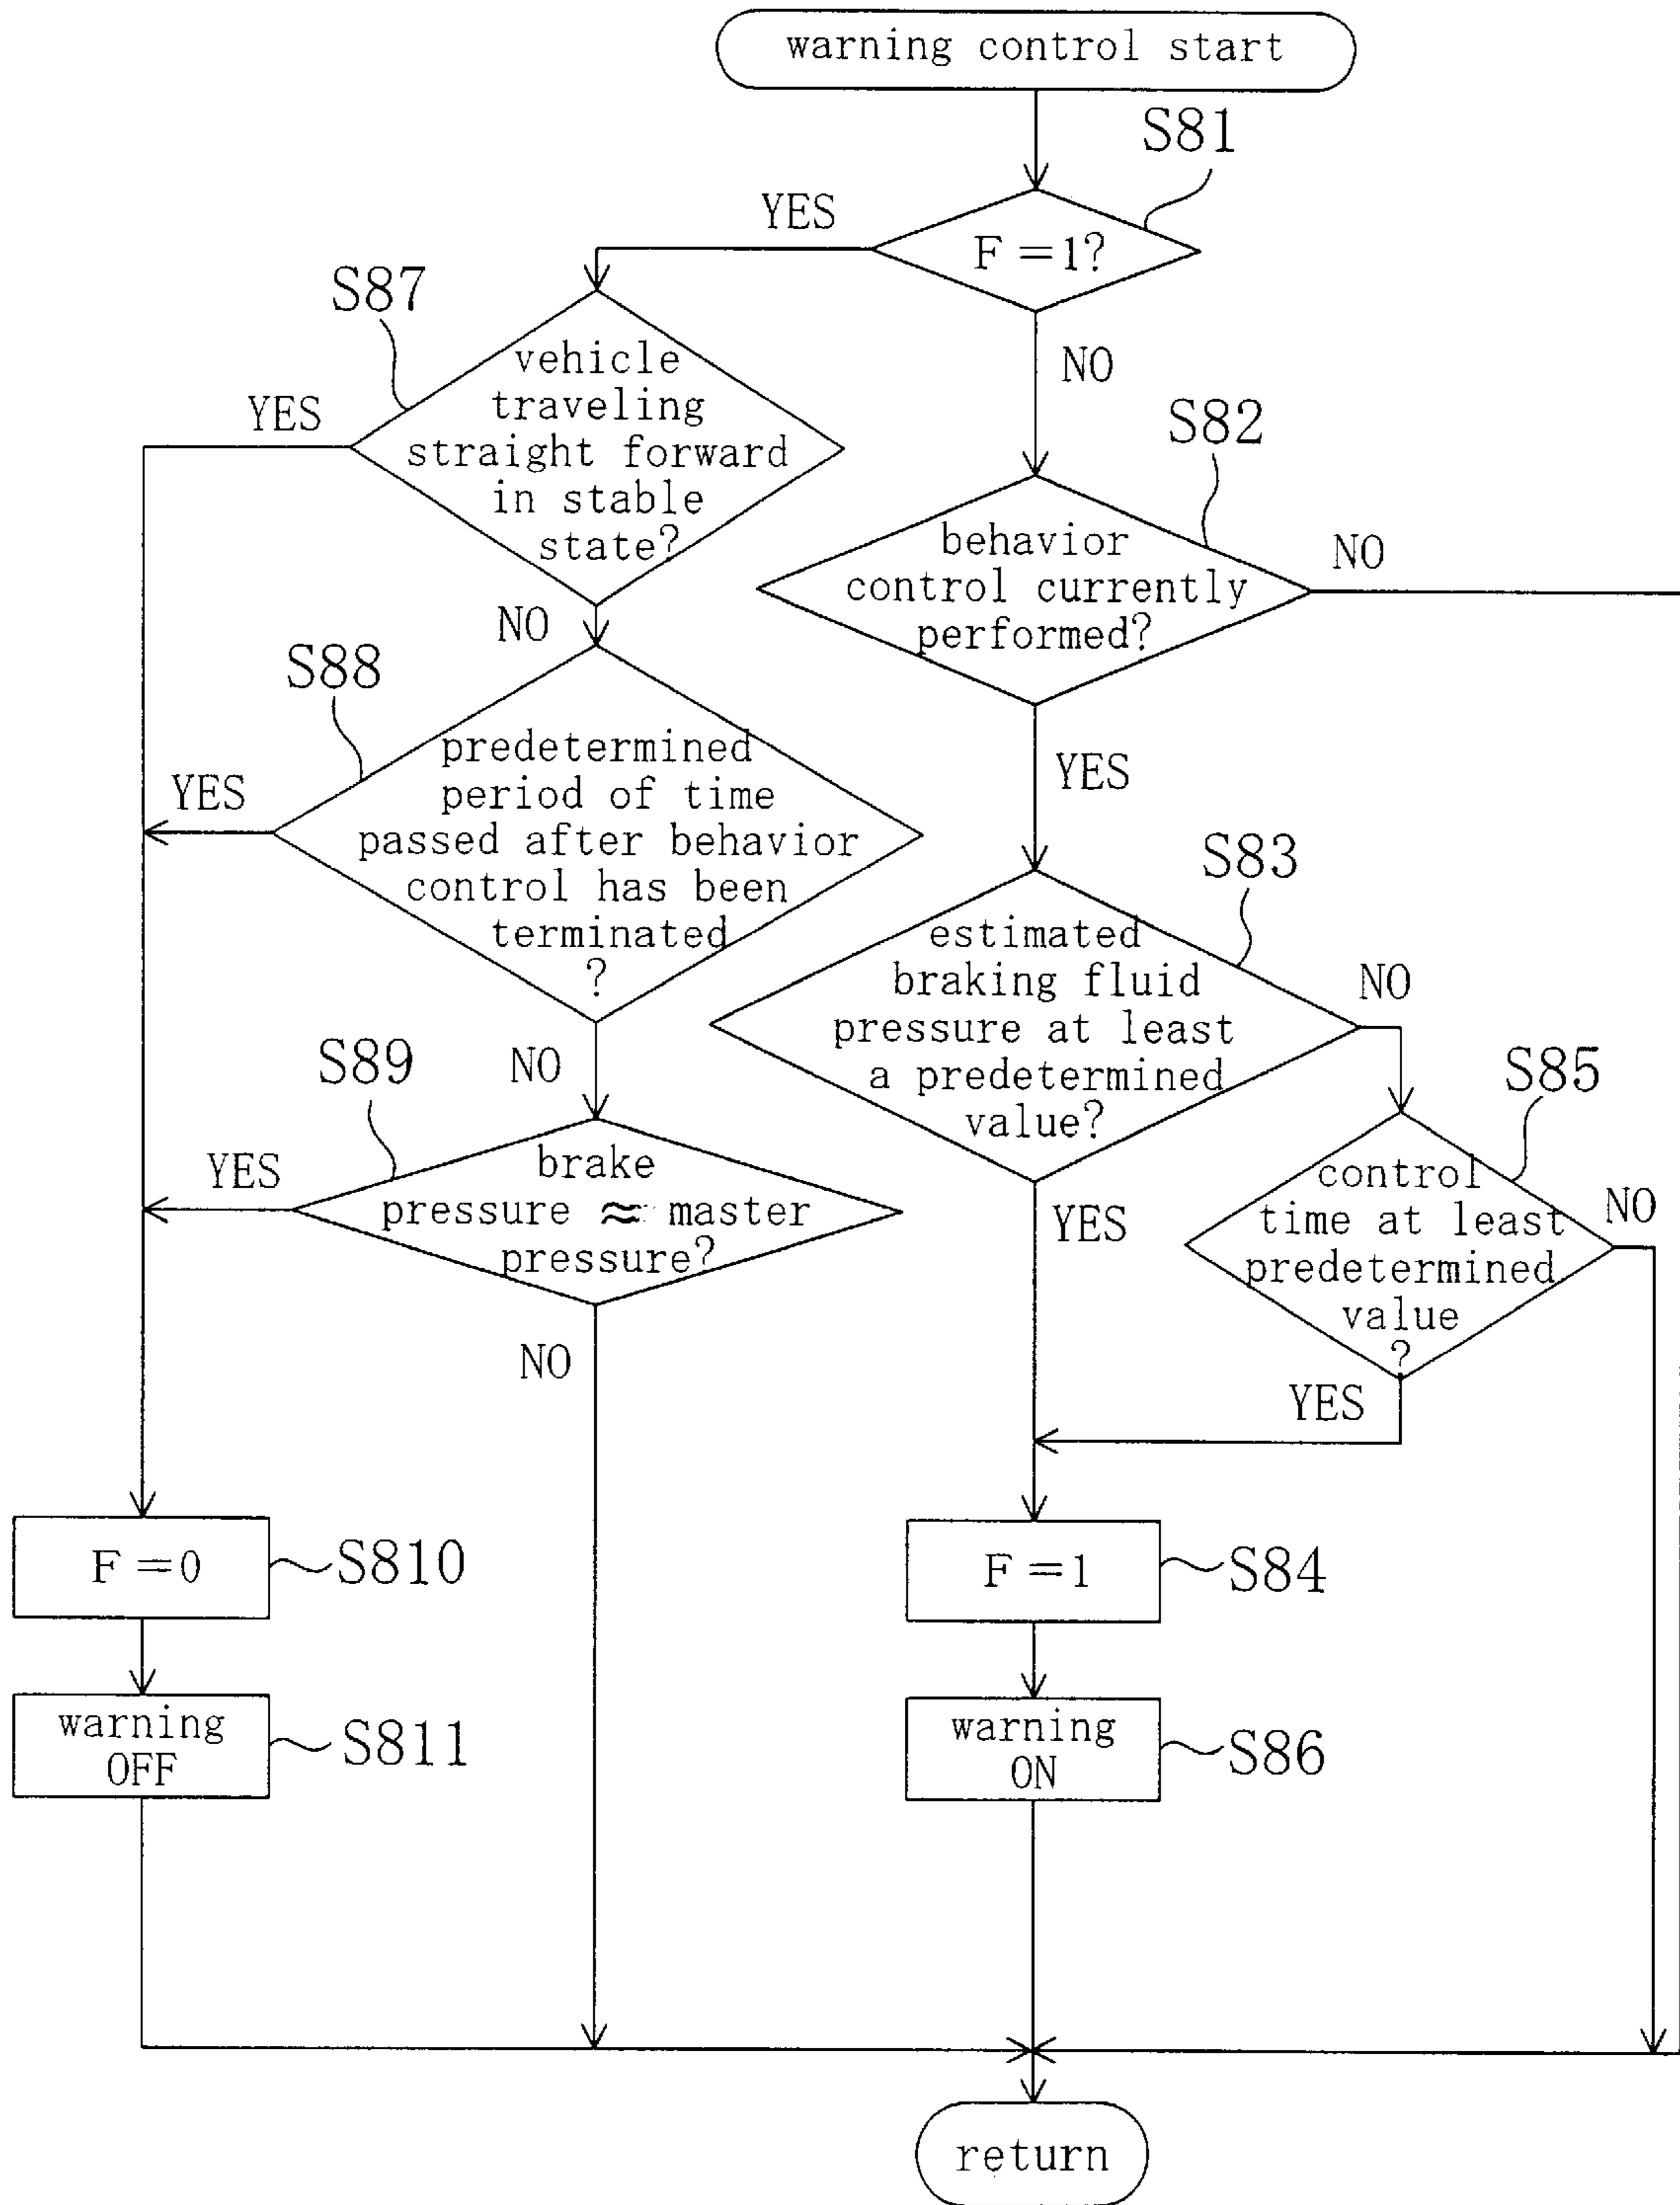 warning control start
S81
YES
F=1?
S87
NO
vehicle
traveling
straight forward
in stable
state?
YES
S82
behavior
control currently
performed?
NO
NO
S88
predetermined
period of time
passed after behavior
control has been
terminated
?
YES
YES
S83
estimated
braking fluid
pressure at least
a predetermined
value?
NO
NO
S89
S85
brake
pressure ≈ master
pressure?
YES
control
time at least
predetermined
value
?
NO
YES
NO
YES
F=0
S810
F=1
S84
warning
OFF
S811
warning
ON
S86
return